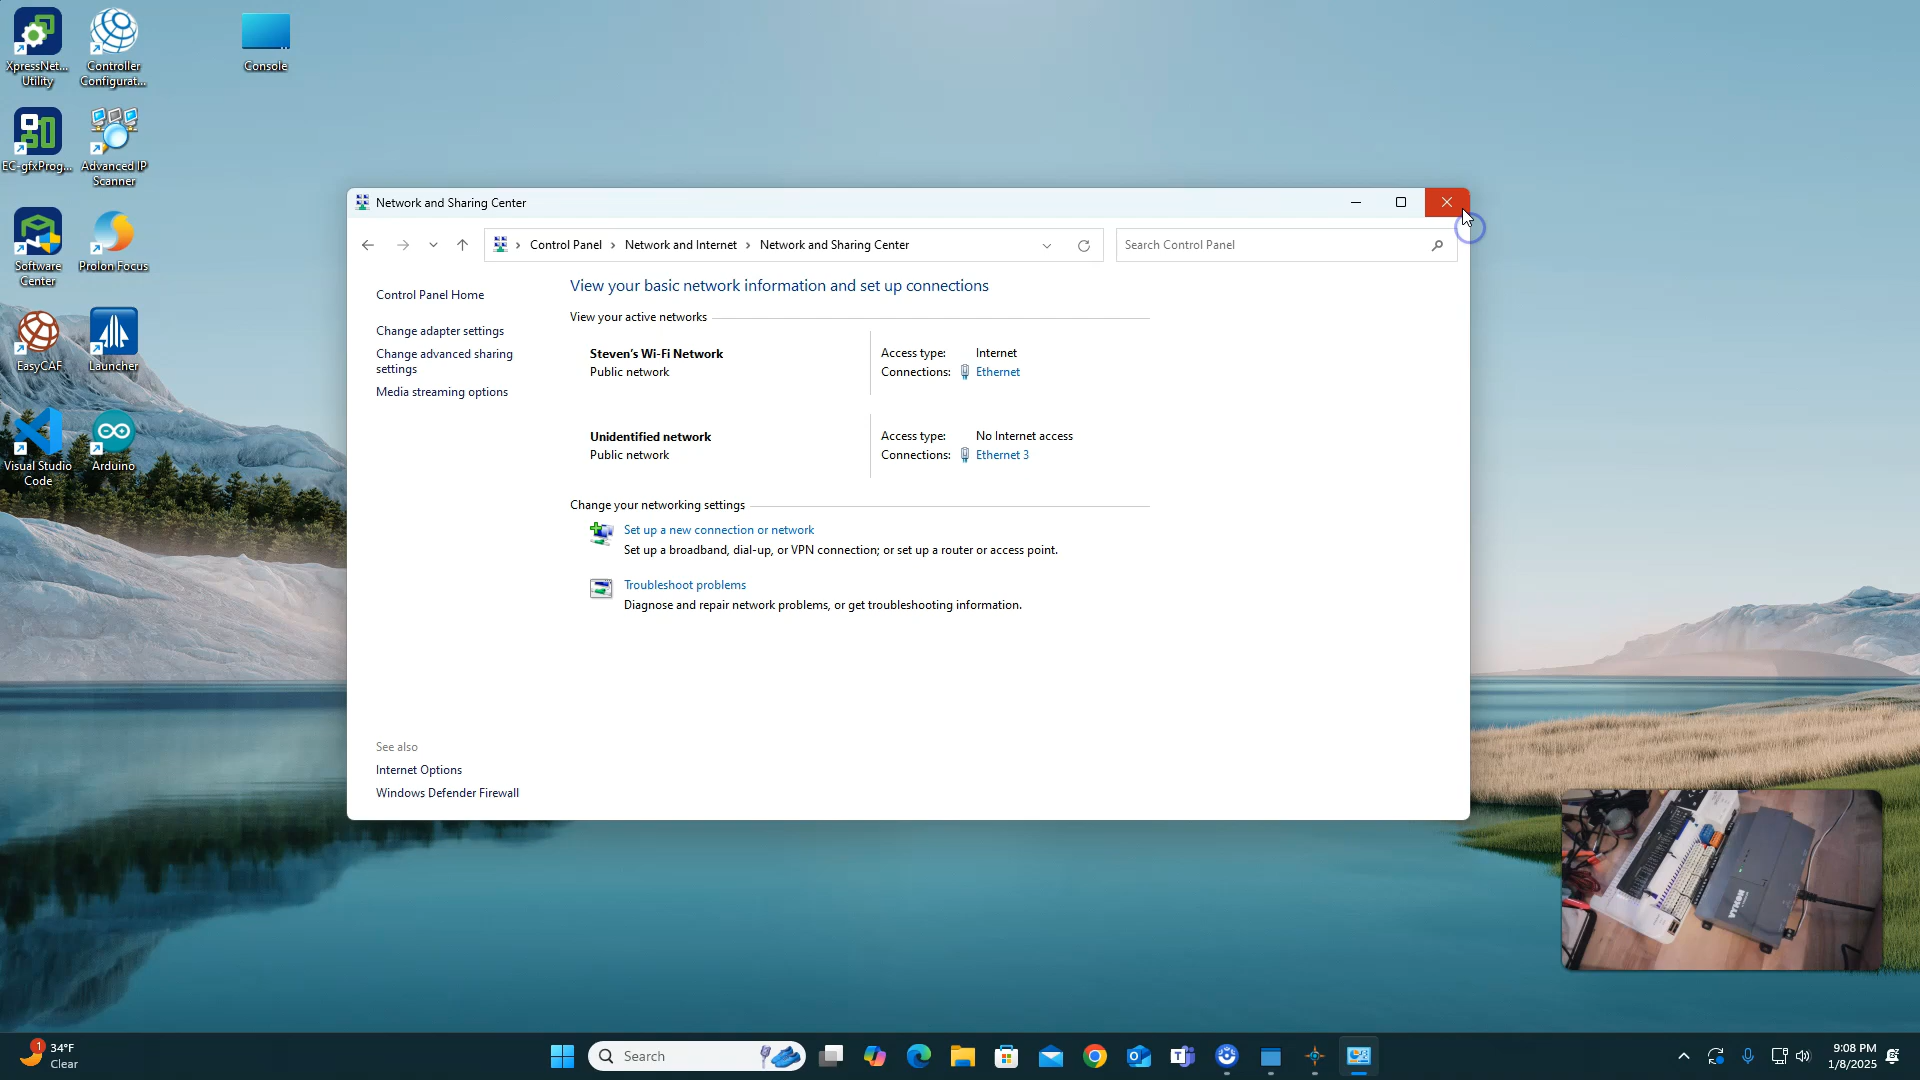 XpressNet...
Utility
Controller
Configurat...
Console
EC-gfxProg...
Advanced IP
Scanner
Software
Center
Prolon Focus
EasyCAF
Launcher
Visual Studio
Code
Arduino
Network and Sharing Center
Control Panel > Network and Internet > Network and Sharing Center
Search Control Panel
Control Panel Home
Change adapter settings
Change advanced sharing
settings
Media streaming options
See also
Internet Options
Windows Defender Firewall
View your basic network information and set up connections
View your active networks
Steven's Wi-Fi Network
Public network
Access type: Internet
Connections: Ethernet
Unidentified network
Public network
Access type: No Internet access
Connections: Ethernet 3
Change your networking settings
Set up a new connection or network
Set up a broadband, dial-up, or VPN connection; or set up a router or access point.
Troubleshoot problems
Diagnose and repair network problems, or get troubleshooting information.
VYKON
1
34°F
Clear
Search
9:08 PM
1/8/2025